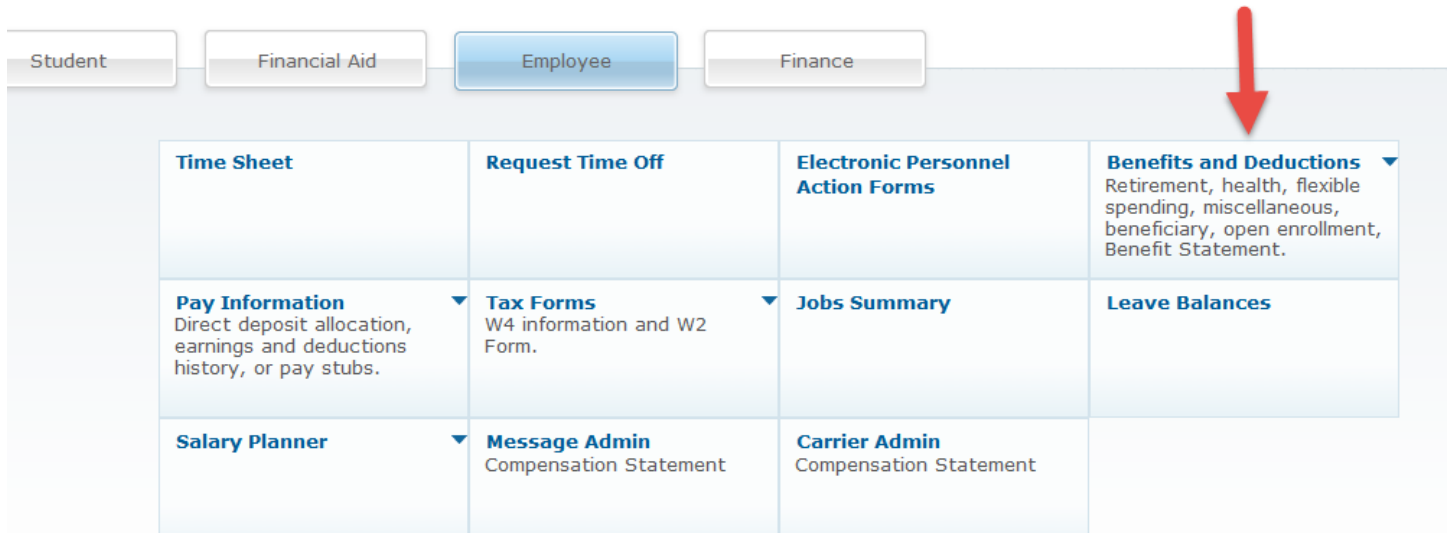 Student
Financial Aid
Employee
Finance
Time Sheet
Request Time Off
Electronic Personnel
Action Forms
Benefits and Deductions
Retirement, health, flexible
spending, miscellaneous,
beneficiary, open enrollment,
Benefit Statement.
Pay Information
Direct deposit allocation,
earnings and deductions
history, or pay stubs.
Tax Forms
W4 information and W2
Form.
Jobs Summary
Leave Balances
Salary Planner
Message Admin
Compensation Statement
Carrier Admin
Compensation Statement